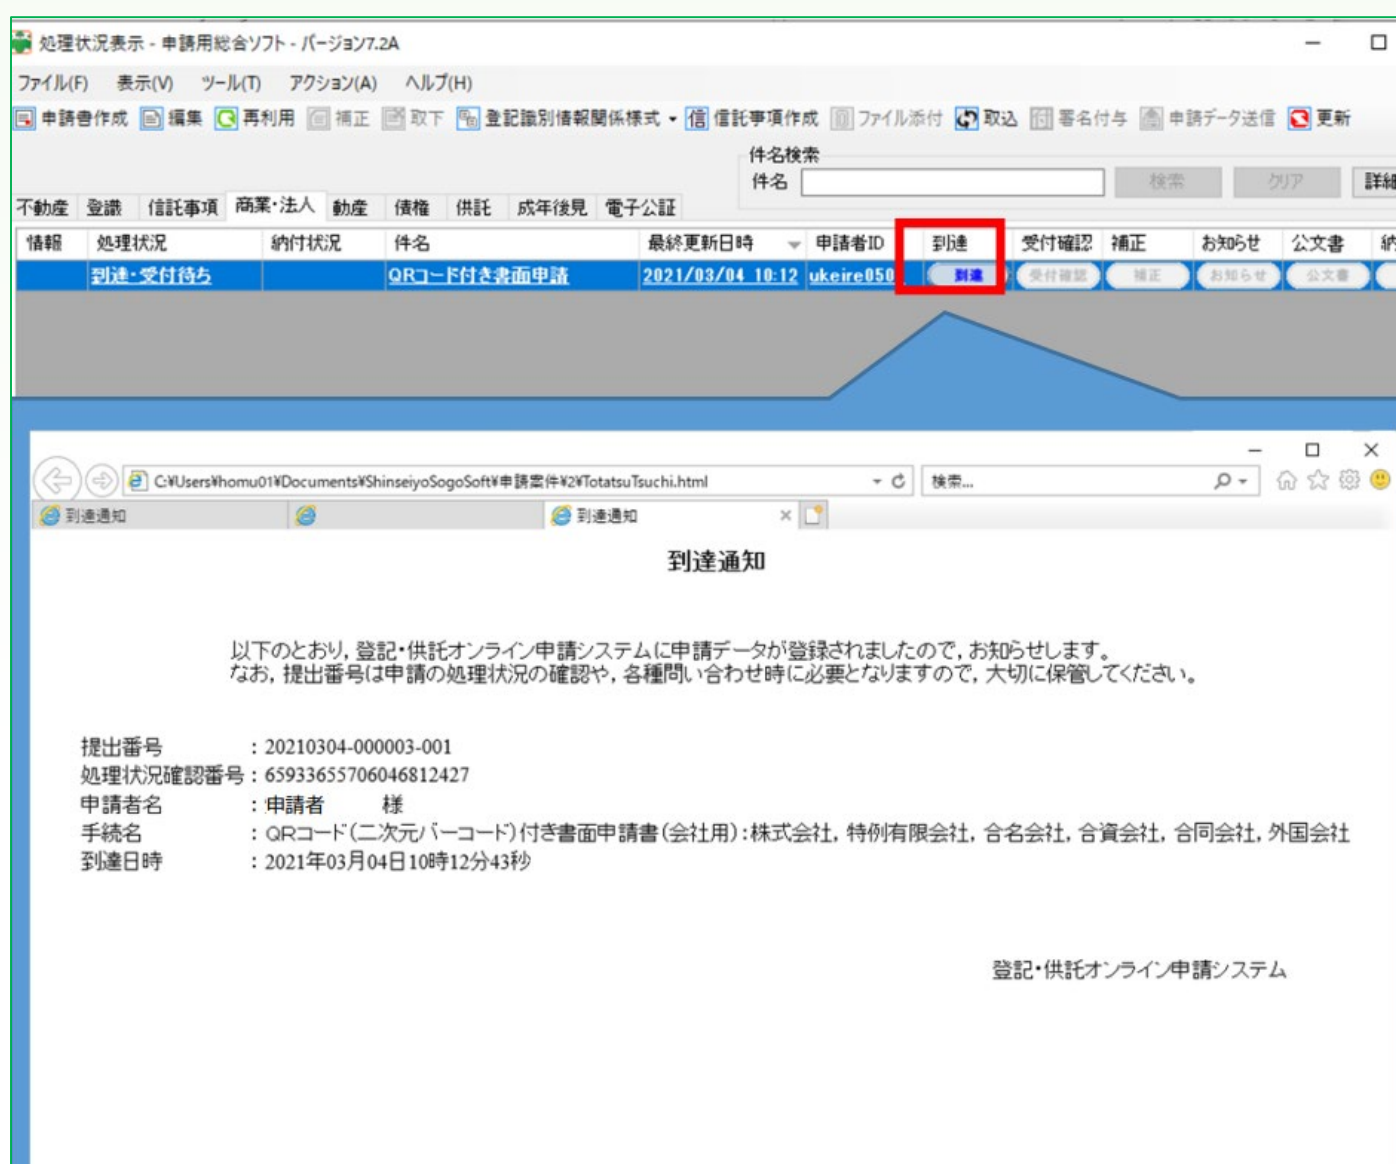 処理状況表示 - 申請用総合ソフト - バージョン7.2A
ファイル(F) 表示(V) ツール(T) アクション(A) ヘルプ(H)
申請書作成 編集 再利用 補正 取下 登記識別情報関係様式 信 信託事項作成 ファイル添付 取込 署名付与 申請データ送信 更新
件名検索
件名 検索 クリア 詳細
不動産 登識 信託事項 商業・法人 動産 債権 供託 成年後見 電子公証
情報 処理状況 納付状況 件名 最終更新日時 申請者ID 到達 受付確認 補正 お知らせ 公文書 納
到達・受付待ち QRコード付き書面申請 2021/03/04 10:12 ukeire050 到達 受付確認 補正 お知らせ 公文書
C:¥Users¥homu01¥Documents¥ShinseiyoSogoSoft¥申請案件¥2¥TotatsuTsuchi.html 検索...
到達通知 到達通知
到達通知
以下のとおり,登記・供託オンライン申請システムに申請データが登録されましたので,お知らせします。
なお,提出番号は申請の処理状況の確認や,各種問い合わせ時に必要となりますので,大切に保管してください。
提出番号 : 20210304-000003-001
処理状況確認番号 : 65933655706046812427
申請者名 : 申請者 様
手続名 : QRコード(二次元バーコード)付き書面申請書(会社用):株式会社,特例有限会社,合名会社,合資会社,合同会社,外国会社
到達日時 : 2021年03月04日10時12分43秒
登記・供託オンライン申請システム